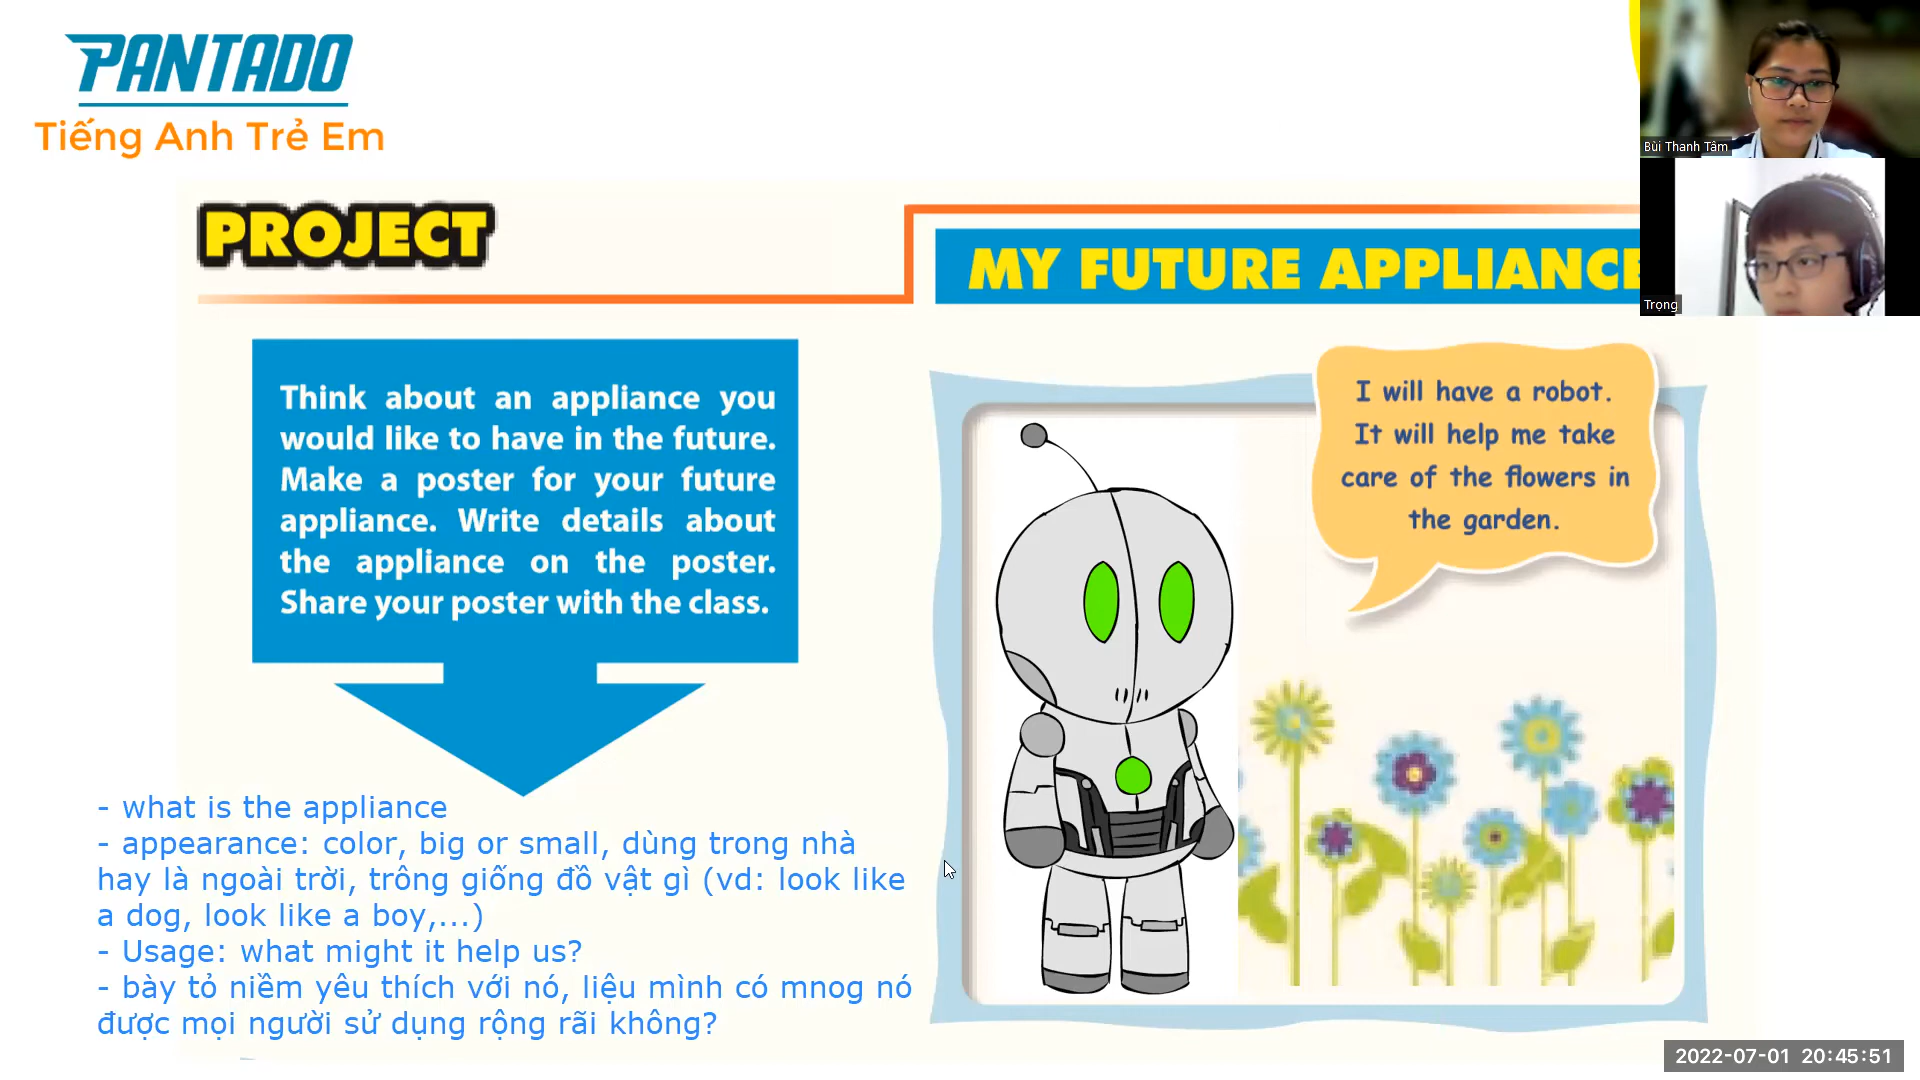 PANTADO
Tiếng Anh Trẻ Em
PROJECT
MY FUTURE APPLIANCE
Think about an appliance you
would like to have in the future.
Make a poster for your future
appliance. Write details about
the appliance on the poster.
Share your poster with the class.
I will have a robot.
It will help me take
care of the flowers in
the garden.
- what is the appliance
- appearance: color, big or small, dùng trong nhà
hay là ngoài trời, trông giống đồ vật gì (vd: look like
a dog, look like a boy,...)
- Usage: what might it help us?
- bày tỏ niềm yêu thích với nó, liệu mình có mnog nó
được mọi người sử dụng rộng rãi không?
Bùi Thanh Tâm
Trọng
2022-07-01 20:45:51